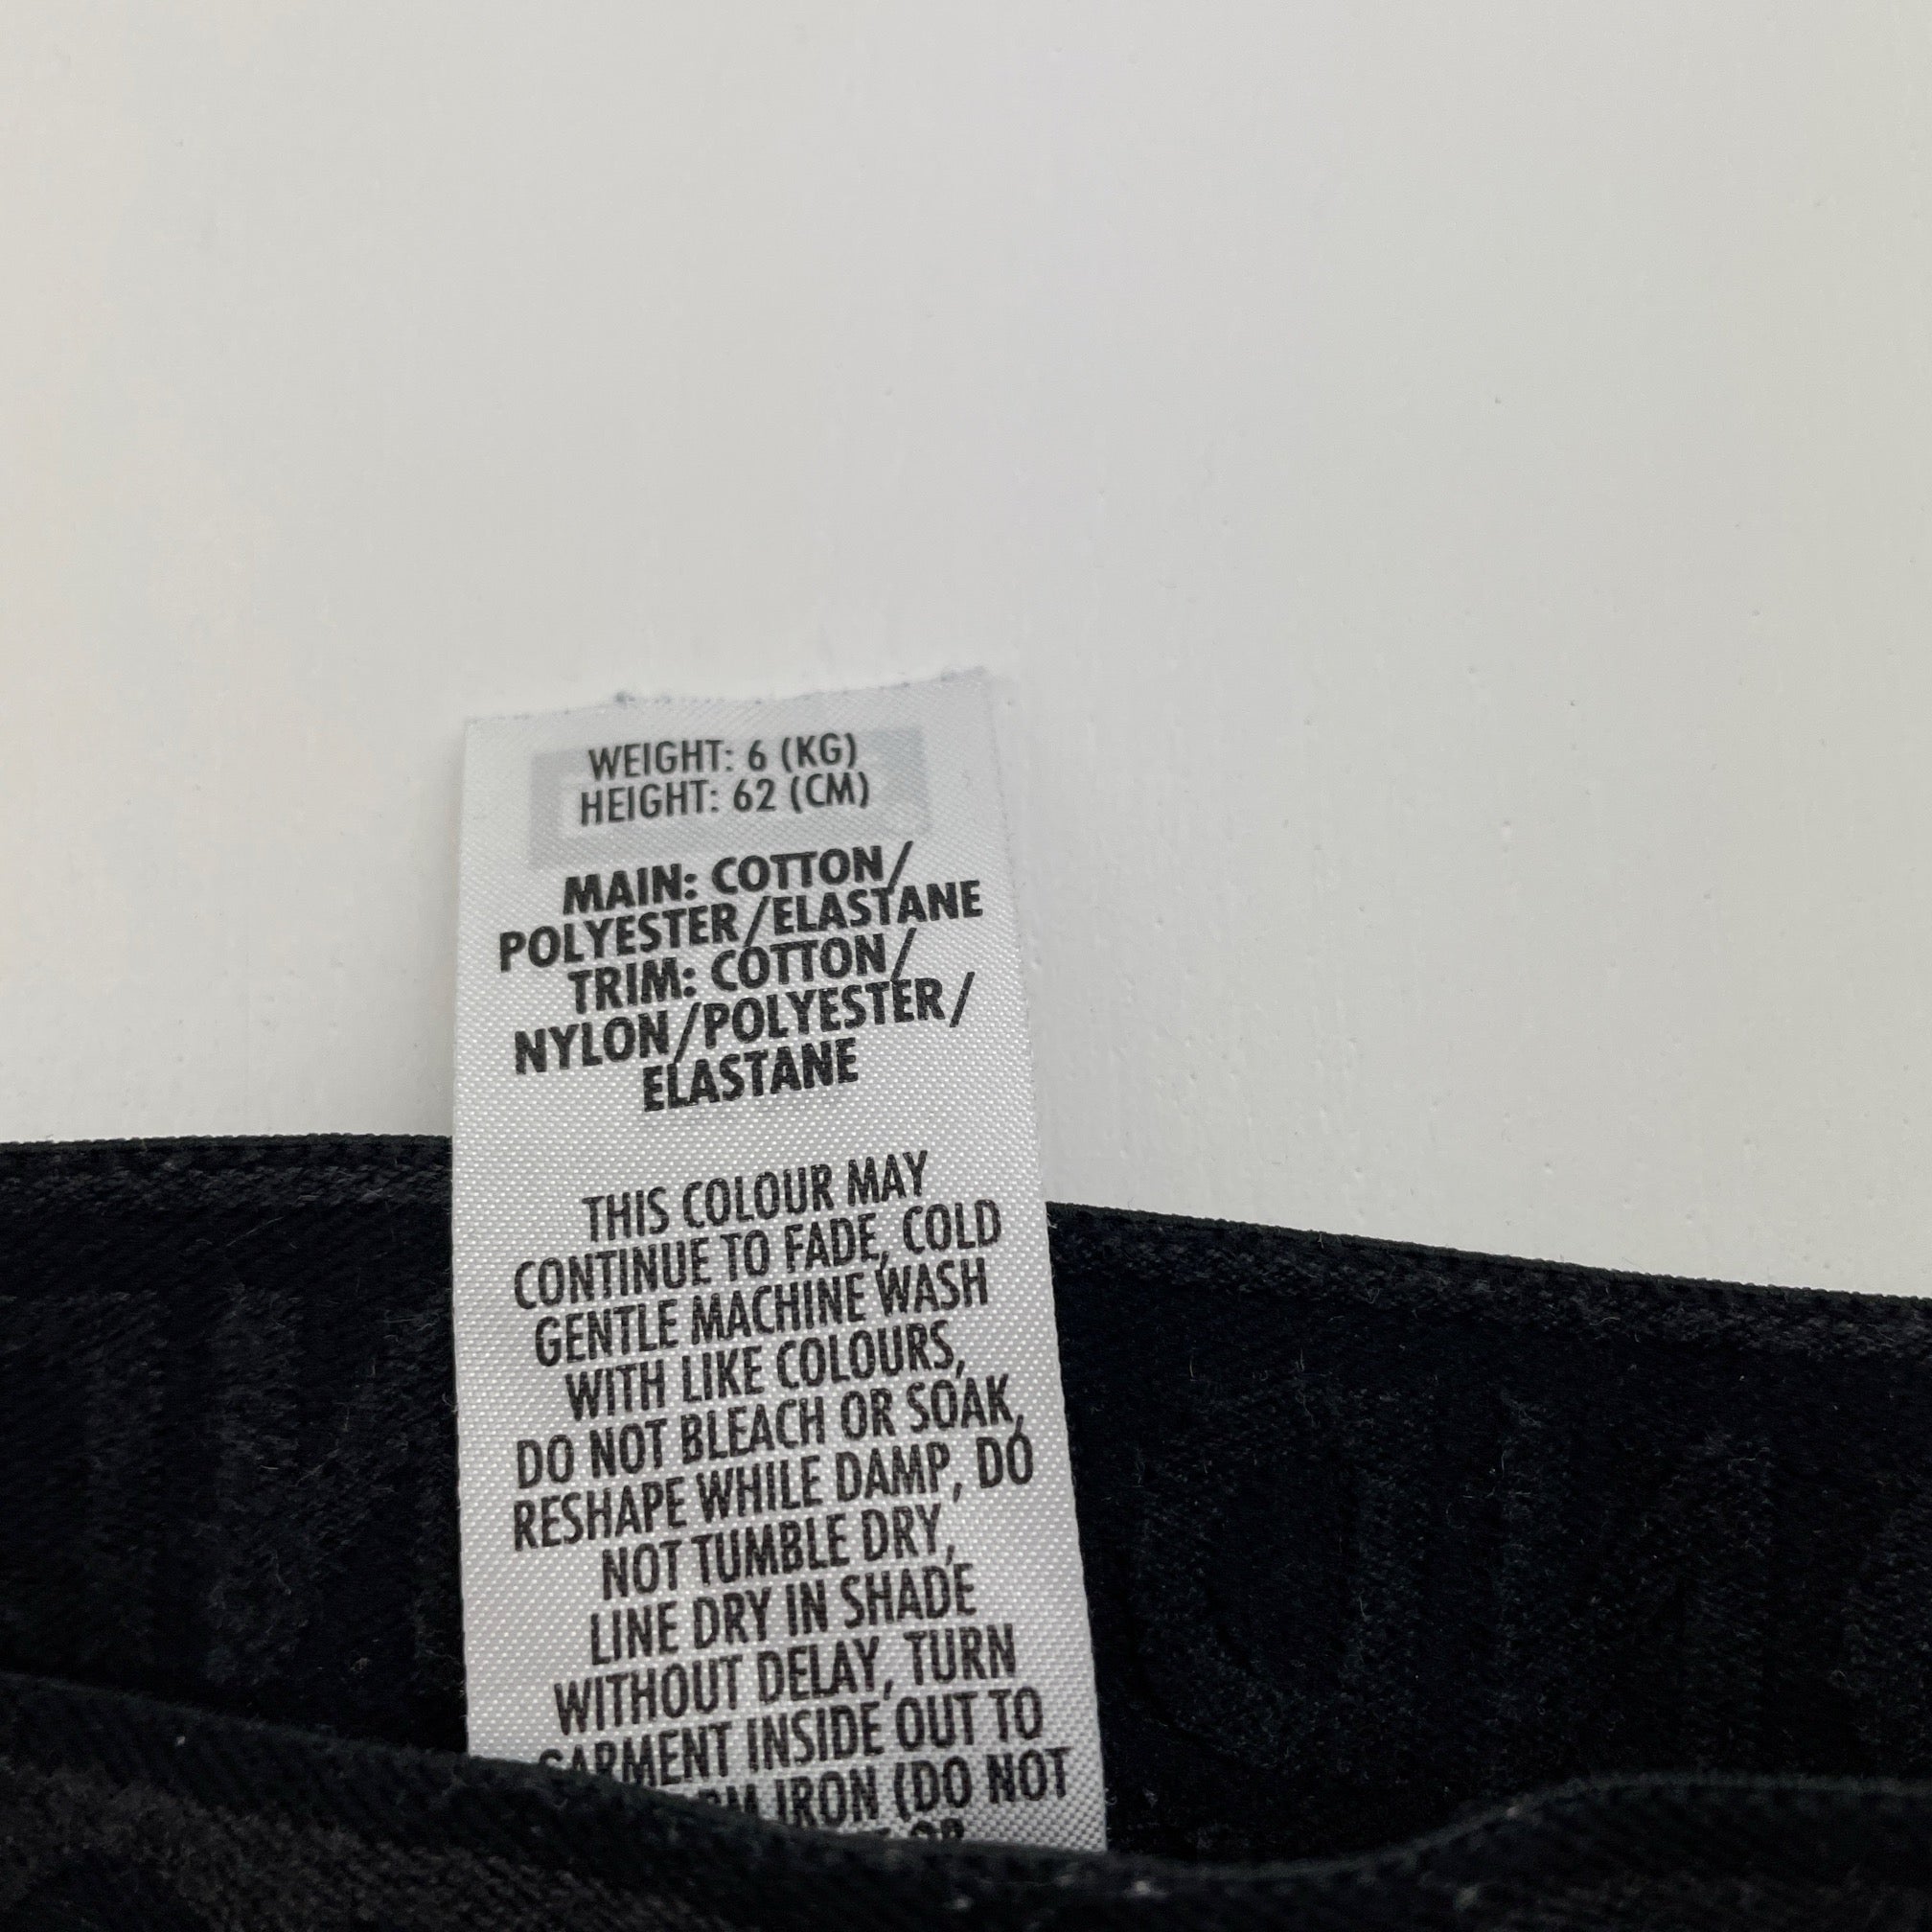 WEIGHT: 6 (KG)
HEIGHT: 62 (CM)
MAIN: COTTON/
POLYESTER/ELASTANE
TRIM: COTTON/
NYLON/POLYESTER/
ELASTANE
THIS COLOUR MAY
CONTINUE TO FADE, COLD
GENTLE MACHINE WASH
WITH LIKE COLOURS,
DO NOT BLEACH OR SOAK,
RESHAPE WHILE DAMP, DO
NOT TUMBLE DRY,
LINE DRY IN SHADE
WITHOUT DELAY, TURN
GARMENT INSIDE OUT TO
IRON (DO NOT
OR